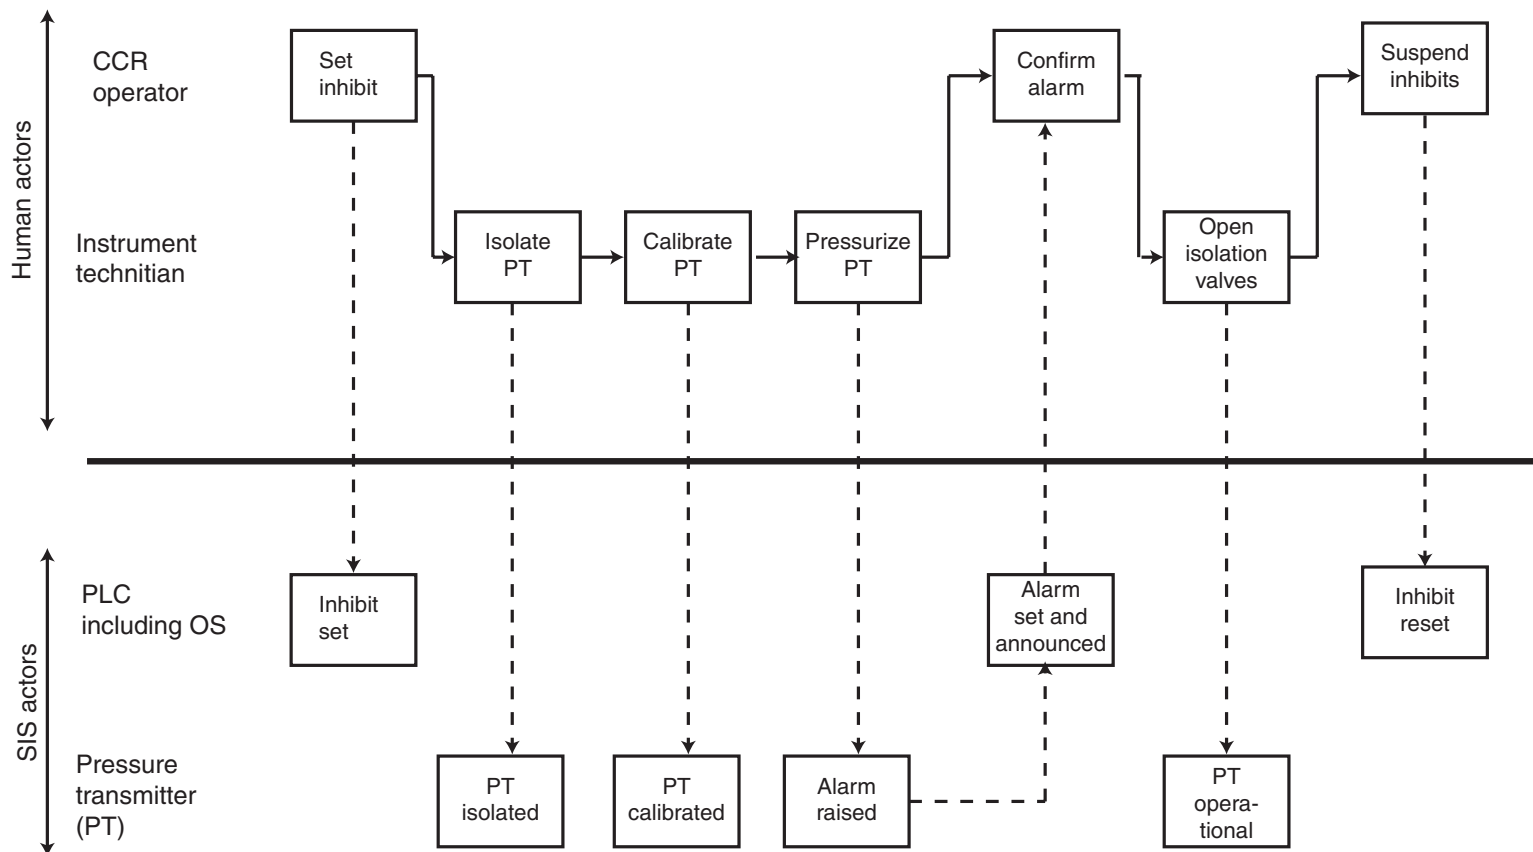 Human actors
CCR
operator
Set
inhibit
Confirm
alarm
Suspend
inhibits
Instrument
technitian
Isolate
PT
Calibrate
PT
Pressurize
PT
Open
isolation
valves
SIS actors
PLC
including OS
Inhibit
set
Alarm
set and
announced
Inhibit
reset
Pressure
transmitter
(PT)
PT
isolated
PT
calibrated
Alarm
raised
PT
opera-
tional